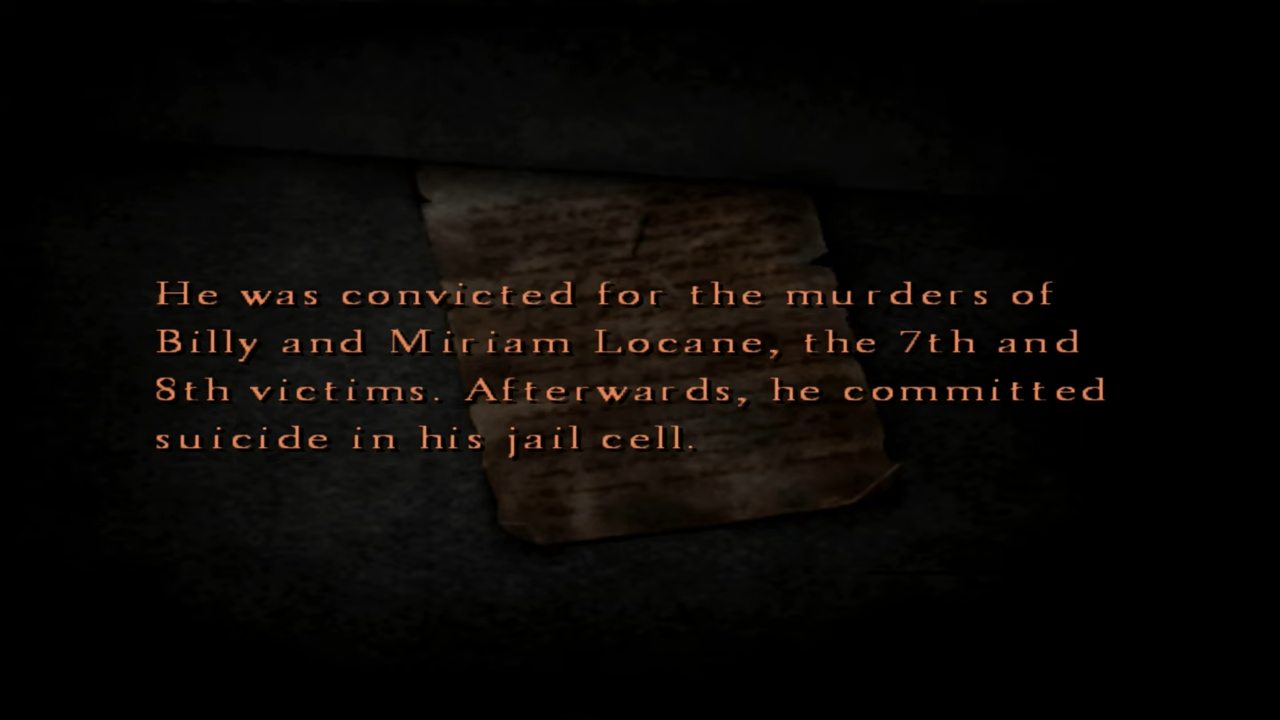 He was convicted for the murders of
Billy and Miriam Locane, the 7th and
8th victims. Afterwards, he committed
suicide in his jail cell.